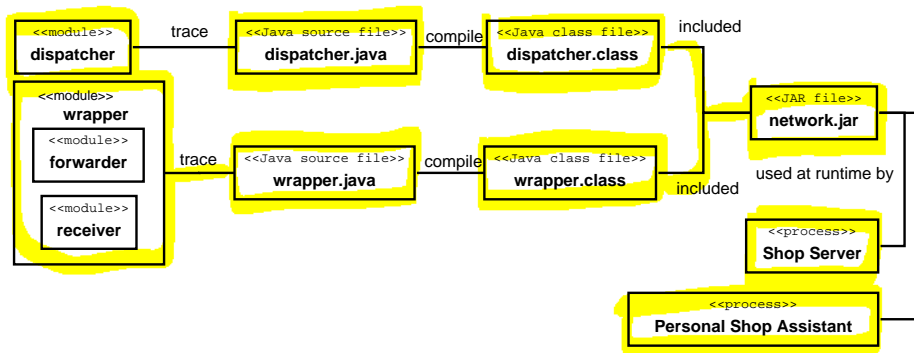 <<module>>
dispatcher
trace
<<Java source file>>
dispatcher.java
compile
<<Java class file>>
dispatcher.class
included
<<module>>
wrapper
<<module>>
forwarder
<<module>>
receiver
trace
<<Java source file>>
wrapper.java
compile
<<Java class file>>
wrapper.class
included
<<JAR file>>
network.jar
used at runtime by
<<process>>
Shop Server
<<process>>
Personal Shop Assistant